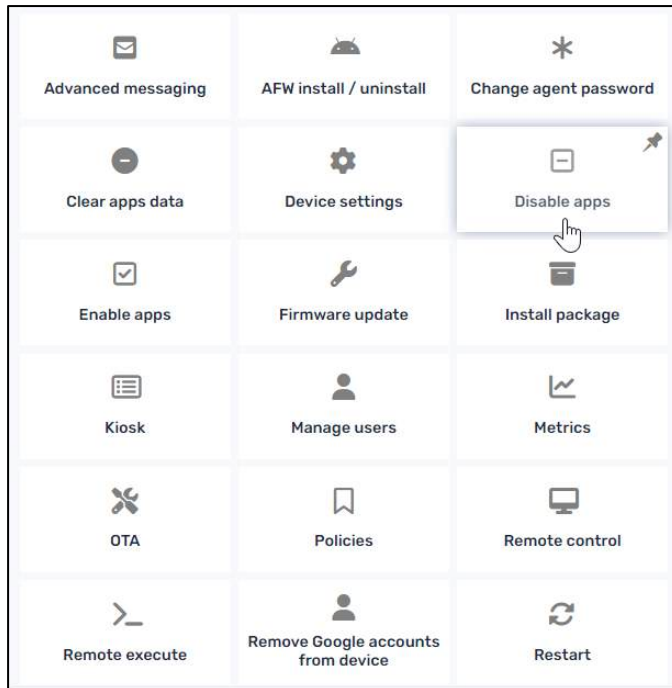 Advanced messaging
AFW install / uninstall
Change agent password
Clear apps data
Device settings
Disable apps
Enable apps
Firmware update
Install package
Kiosk
Manage users
Metrics
OTA
Policies
Remote control
Remote execute
Remove Google accounts
from device
Restart